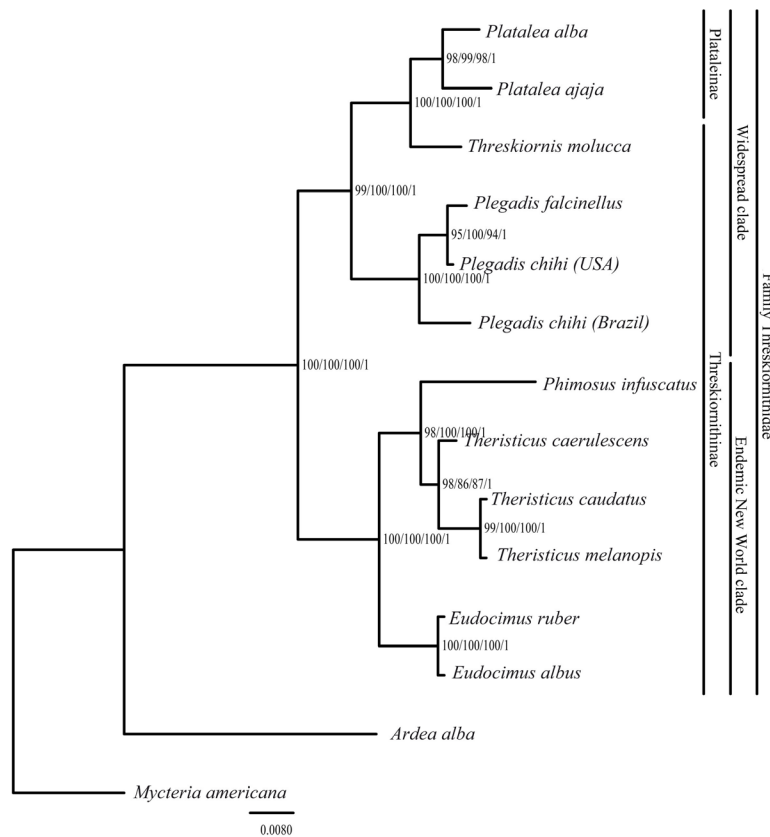 Platalea alba
98/99/98/1
Platalea ajaja
100/100/100/1
Threskiornis molucca
99/100/100/1
Plegadis falcinellus
95/100/94/1
Plegadis chihi (USA)
100/100/100/1
Plegadis chihi (Brazil)
100/100/100/1
Phimosus infuscatus
98/100/100/1
Theristicus caerulescens
98/86/87/1
Theristicus caudatus
99/100/100/1
Theristicus melanopis
100/100/100/1
Eudocimus ruber
100/100/100/1
Eudocimus albus
Ardea alba
Mycteria americana
0.0080
Plataleinae
Threskiornithinae
Widespread clade
Endemic New World clade
Family Threskiornithidae